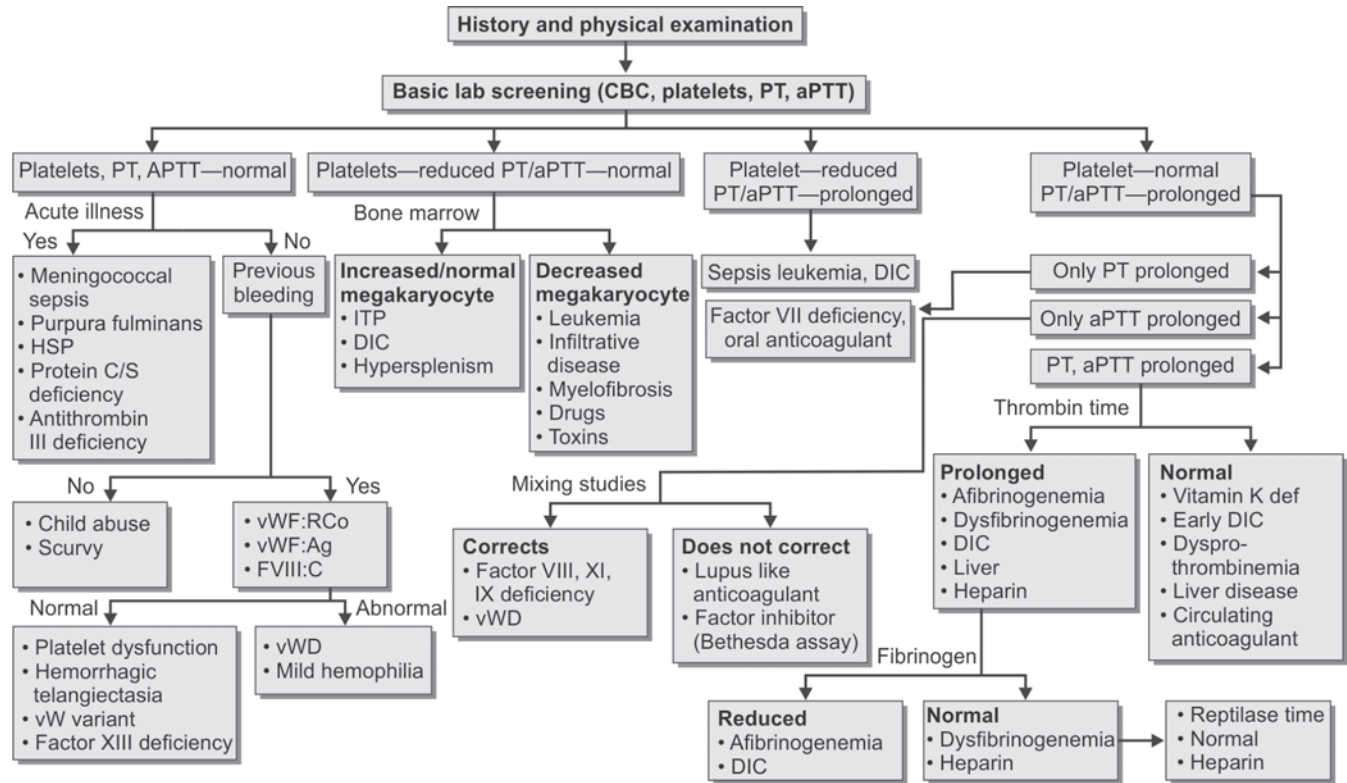 History and physical examination
Basic lab screening (CBC, platelets, PT, aPTT)
Platelets, PT, APTT—normal
Platelets—reduced PT/aPTT—normal
Platelet—reduced
PT/aPTT—prolonged
Platelet—normal
PT/aPTT—prolonged
Acute illness
Yes
No
• Meningococcal
sepsis
• Purpura fulminans
• HSP
• Protein C/S
deficiency
• Antithrombin
III deficiency
Previous
bleeding
No
Yes
• Child abuse
• Scurvy
• vWF:RCo
• vWF:Ag
• FVIII:C
Normal
Abnormal
• Platelet dysfunction
• Hemorrhagic
telangiectasia
• vW variant
• Factor XIII deficiency
• vWD
• Mild hemophilia
Bone marrow
Increased/normal
megakaryocyte
• ITP
• DIC
• Hypersplenism
Decreased
megakaryocyte
• Leukemia
• Infiltrative
disease
• Myelofibrosis
• Drugs
• Toxins
Sepsis leukemia, DIC
Only PT prolonged
Factor VII deficiency,
oral anticoagulant
Only aPTT prolonged
Mixing studies
Corrects
• Factor VIII, XI,
IX deficiency
• vWD
Does not correct
• Lupus like
anticoagulant
• Factor inhibitor
(Bethesda assay)
PT, aPTT prolonged
Thrombin time
Prolonged
• Afibrinogenemia
• Dysfibrinogenemia
• DIC
• Liver
• Heparin
Normal
• Vitamin K def
• Early DIC
• Dyspro-
thrombinemia
• Liver disease
• Circulating
anticoagulant
Fibrinogen
Reduced
• Afibrinogenemia
• DIC
Normal
• Dysfibrinogenemia
• Heparin
• Reptilase time
• Normal
• Heparin